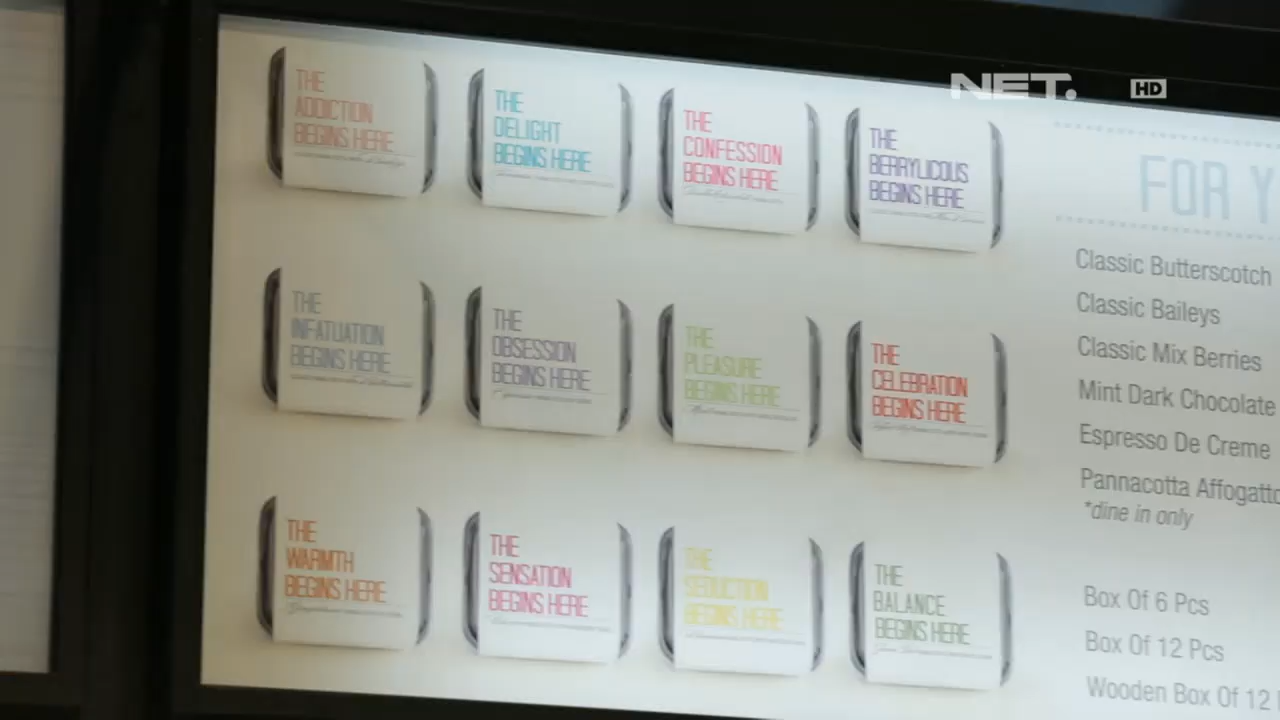 NET. HD
THE
ADDICTION
BEGINS HERE
THE
DELIGHT
BEGINS HERE
THE
CONFESSION
BEGINS HERE
THE
BERRYLICOUS
BEGINS HERE
THE
INFATUATION
BEGINS HERE
THE
OBSESSION
BEGINS HERE
THE
PLEASURE
BEGINS HERE
THE
CELEBRATION
BEGINS HERE
THE
WARMTH
BEGINS HERE
THE
SENSATION
BEGINS HERE
THE
SEDUCTION
BEGINS HERE
THE
BALANCE
BEGINS HERE
FOR Y
Classic Butterscotch
Classic Baileys
Classic Mix Berries
Mint Dark Chocolate
Espresso De Creme
Pannacotta Affogatto
*dine in only
Box Of 6 Pcs
Box Of 12 Pcs
Wooden Box Of 12